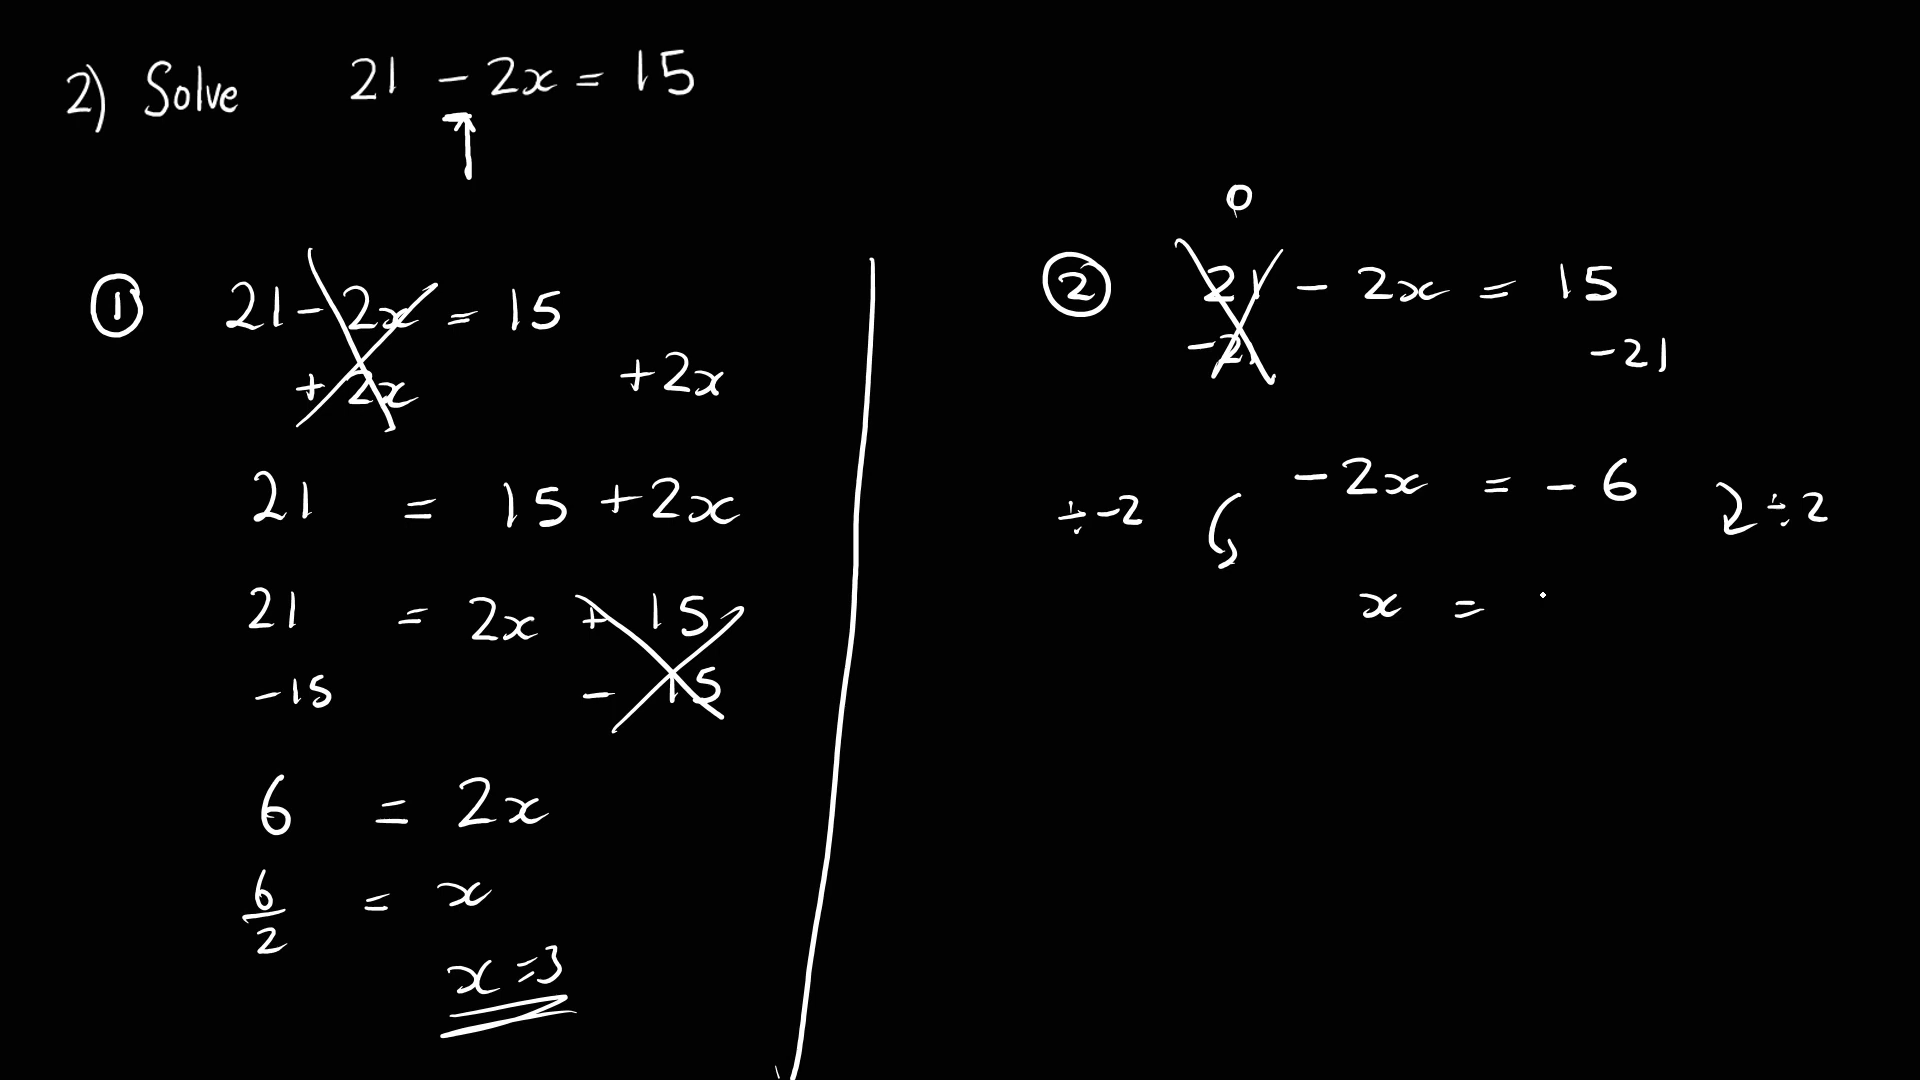 2) Solve 21 - 2x = 15
① 21 - 2x = 15
+ 2x +2x
21 = 15 + 2x
21 = 2x + 15
-15 - 15
6 = 2x
6/2 = x
x = 3
0
② 21 - 2x = 15
-21 -21
÷-2 -2x = -6 ÷2
x =